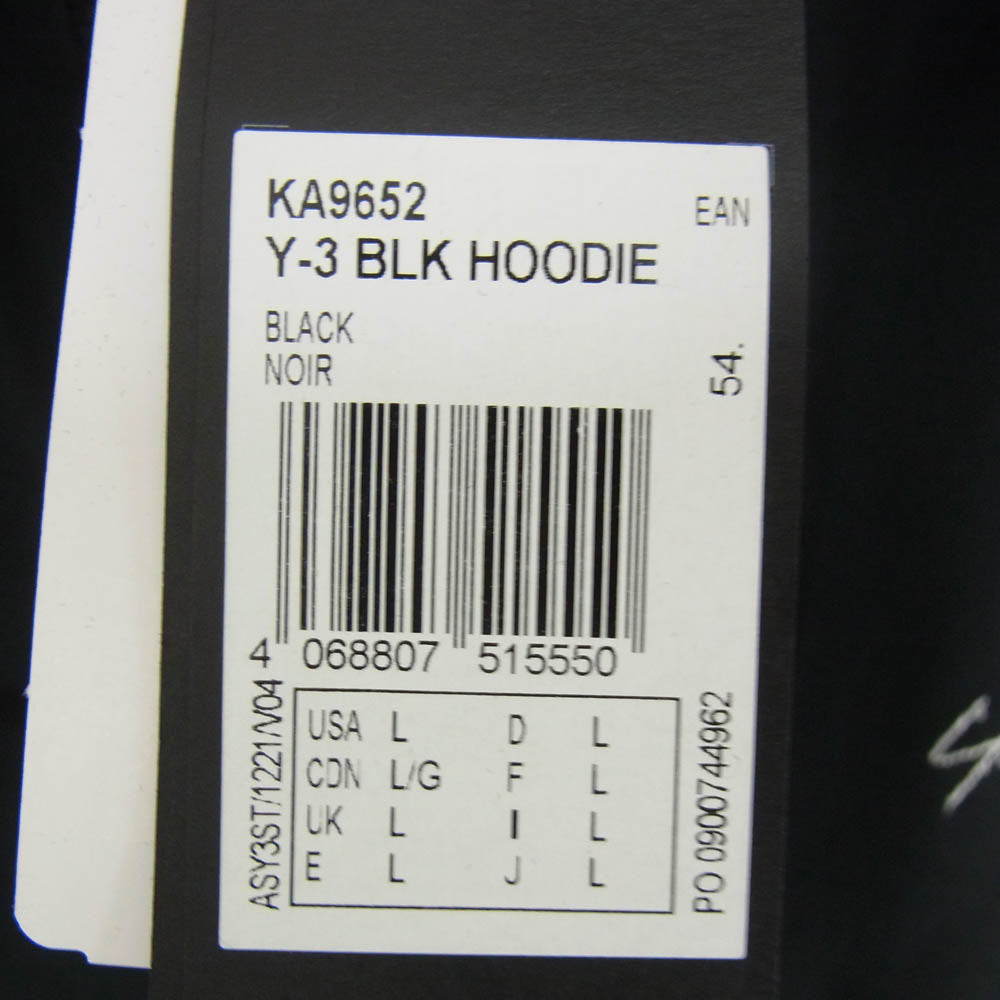 KA9652
EAN
Y-3 BLK HOODIE
BLACK
NOIR
54.
4 068807 515550
ASY3ST/1221/V04
USA L D L
CDN L/G F L
UK L I L
E L J L
PO 0900744962